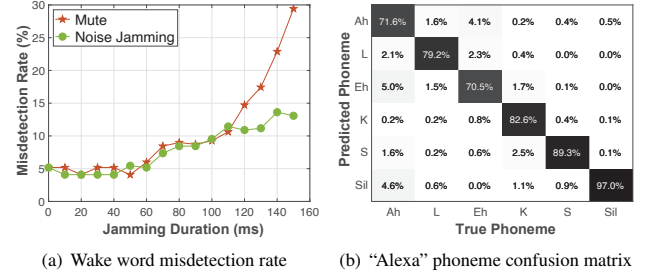 Misdetection Rate (%)
30
25
20
15
10
5
0
Mute
Noise Jamming
0 20 40 60 80 100 120 140 160
Jamming Duration (ms)
(a) Wake word misdetection rate
Predicted Phoneme
Ah 71.6% 1.6% 4.1% 0.2% 0.4% 0.5%
L 2.1% 79.2% 2.3% 0.4% 0.0% 0.0%
Eh 5.0% 1.5% 70.5% 1.7% 0.1% 0.0%
K 0.2% 0.2% 0.8% 82.6% 0.4% 0.1%
S 1.6% 0.2% 0.6% 2.5% 89.3% 0.1%
Sil 4.6% 0.6% 0.0% 1.1% 0.9% 97.0%
Ah L Eh K S Sil
True Phoneme
(b) “Alexa” phoneme confusion matrix